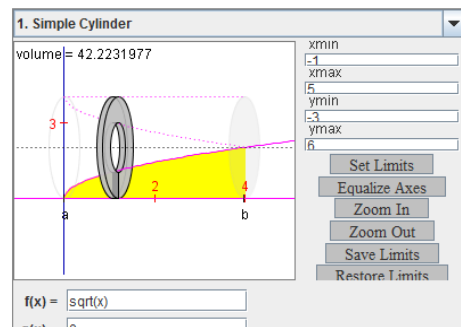 1. Simple Cylinder
volume = 42.2231977
3
2
4
a
b
xmin
-1
xmax
5
ymin
-3
ymax
6
Set Limits
Equalize Axes
Zoom In
Zoom Out
Save Limits
Restore Limits
f(x) = sqrt(x)